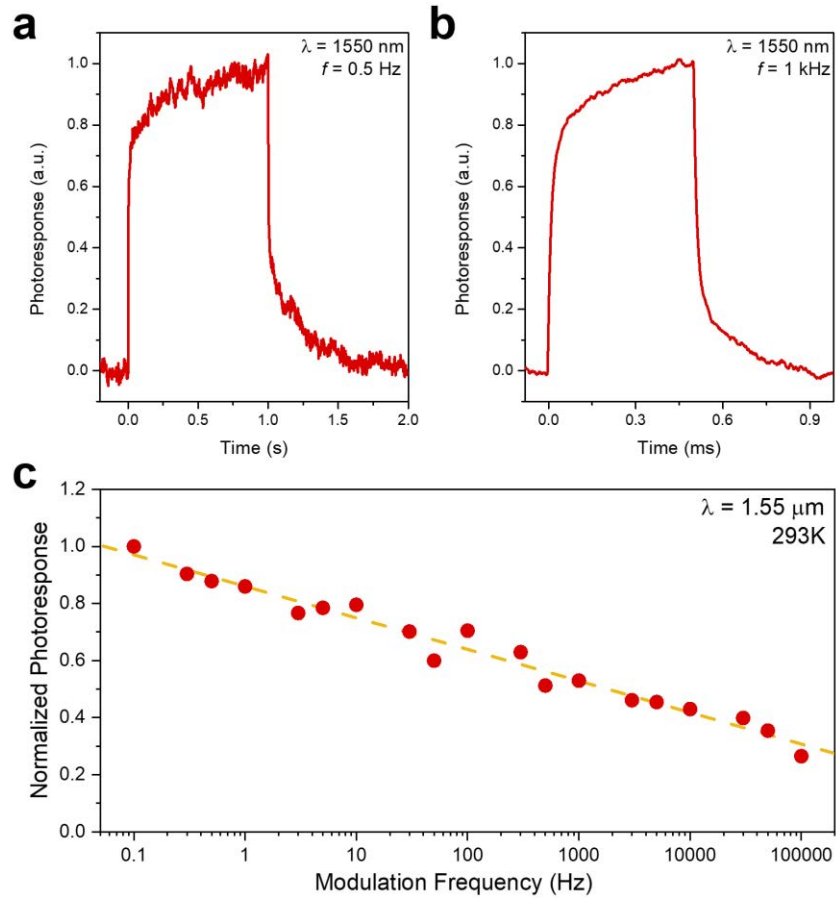 a
λ = 1550 nm
f = 0.5 Hz
Photoresponse (a.u.)
1.0
0.8
0.6
0.4
0.2
0.0
0.0 0.5 1.0 1.5 2.0
Time (s)
b
λ = 1550 nm
f = 1 kHz
Photoresponse (a.u.)
1.0
0.8
0.6
0.4
0.2
0.0
0.0 0.3 0.6 0.9
Time (ms)
c
λ = 1.55 μm
293K
Normalized Photoresponse
1.2
1.0
0.8
0.6
0.4
0.2
0.0
0.1 1 10 100 1000 10000 100000
Modulation Frequency (Hz)